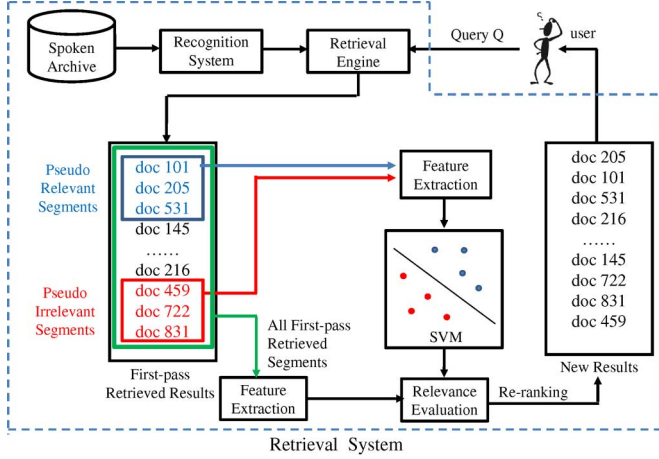 Spoken
Archive
Recognition
System
Retrieval
Engine
Query Q
user
Pseudo
Relevant
Segments
doc 101
doc 205
doc 531
doc 145
......
doc 216
Pseudo
Irrelevant
Segments
doc 459
doc 722
doc 831
First-pass
Retrieved Results
All First-pass
Retrieved
Segments
Feature
Extraction
Feature
Extraction
SVM
Relevance
Evaluation
Re-ranking
doc 205
doc 101
doc 531
doc 216
......
doc 145
doc 722
doc 831
doc 459
New Results
Retrieval System